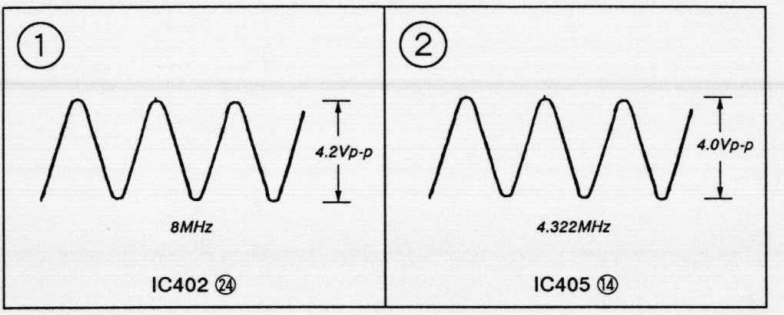 ①
4.2Vp-p
8MHz
IC402 ㉔
②
4.0Vp-p
4.322MHz
IC405 ⑭